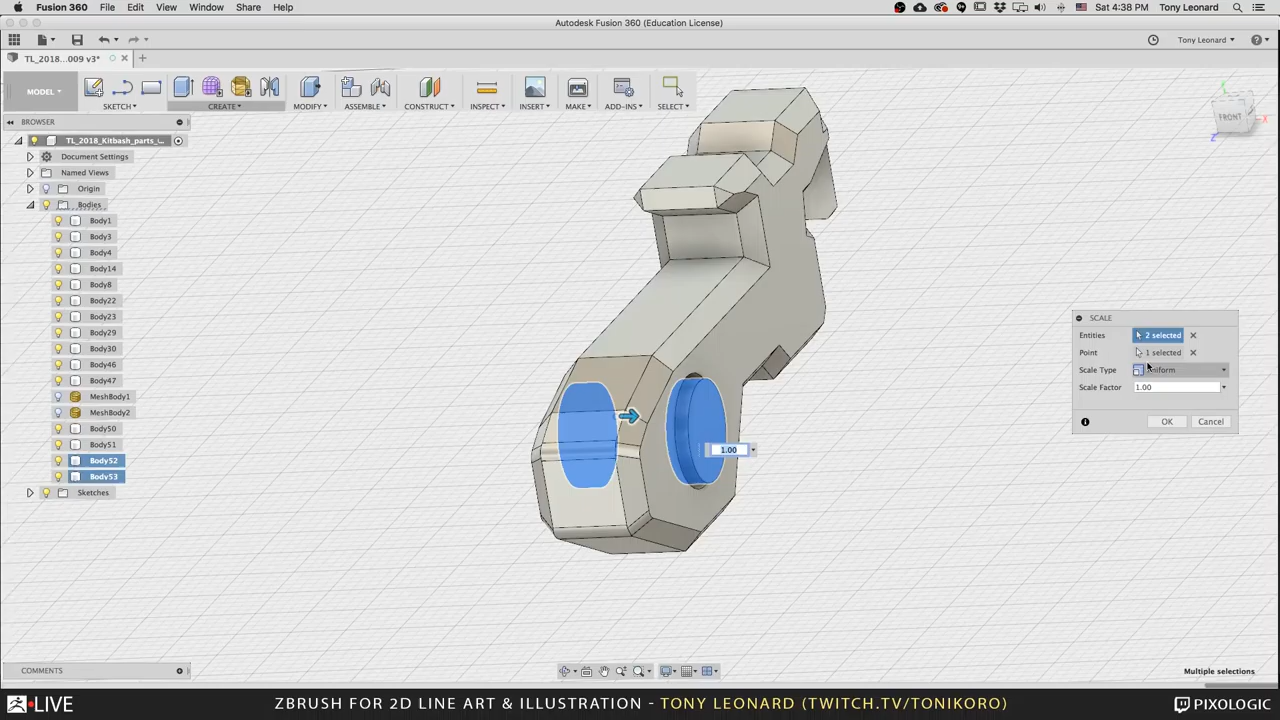 Fusion 360 File Edit View Window Share Help
Sat 4:38 PM Tony Leonard
Autodesk Fusion 360 (Education License)
Tony Leonard
TL_2018...009 v3*
MODEL
SKETCH CREATE MODIFY ASSEMBLE CONSTRUCT INSPECT INSERT MAKE ADD-INS SELECT
BROWSER
TL_2018_Kitbash_parts_i...
Document Settings
Named Views
Origin
Bodies
Body1
Body3
Body4
Body14
Body8
Body22
Body23
Body29
Body30
Body46
Body47
MeshBody1
MeshBody2
Body50
Body51
Body52
Body53
Sketches
FRONT
X
Y
Z
SCALE
Entities 2 selected
Point 1 selected
Scale Type Uniform
Scale Factor 1.00
OK Cancel
1.00
COMMENTS
Multiple selections
LIVE
ZBRUSH FOR 2D LINE ART & ILLUSTRATION - TONY LEONARD (TWITCH.TV/TONIKORO)
PIXOLOGIC